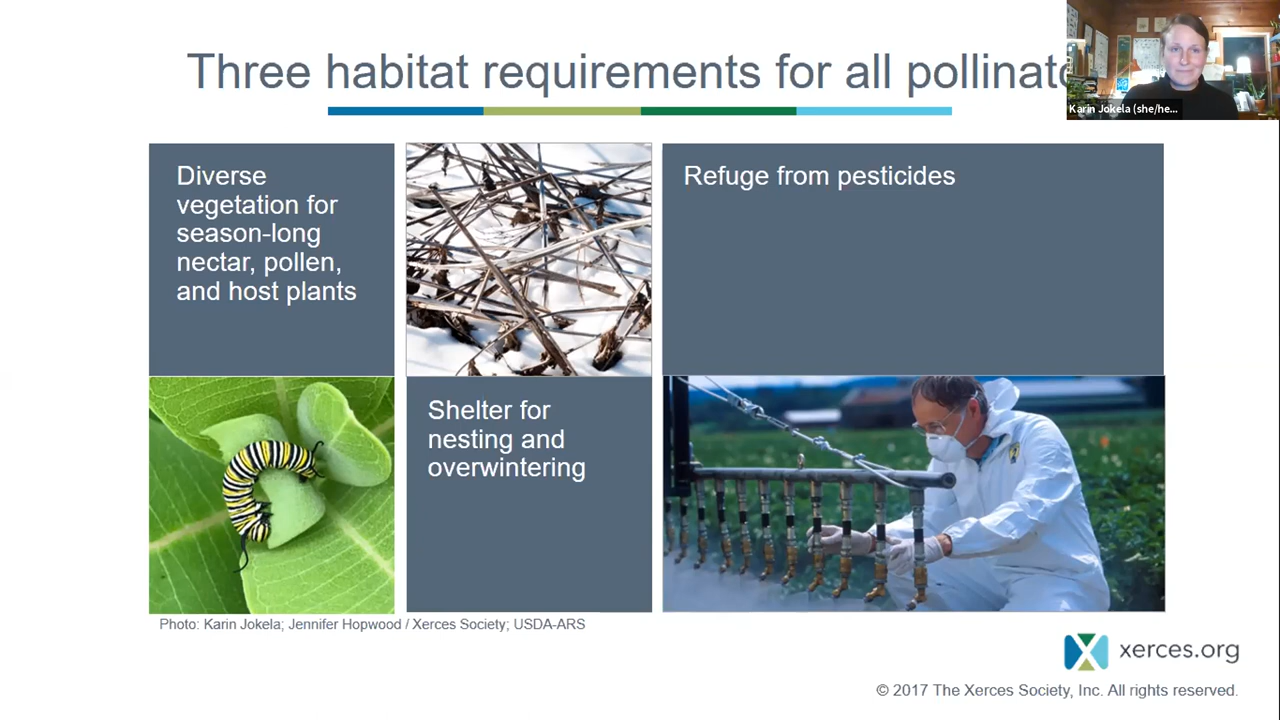 Three habitat requirements for all pollinato
Karin Jokela (she/he...
Diverse
vegetation for
season-long
nectar, pollen,
and host plants
Shelter for
nesting and
overwintering
Refuge from pesticides
Photo: Karin Jokela; Jennifer Hopwood / Xerces Society; USDA-ARS
xerces.org
© 2017 The Xerces Society, Inc. All rights reserved.